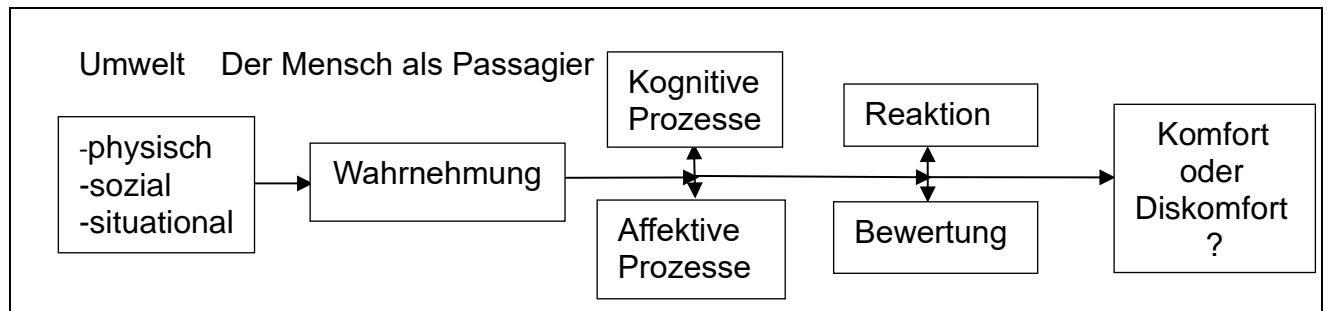 Umwelt Der Mensch als Passagier
-physisch
-sozial
-situational
Wahrnehmung
Kognitive
Prozesse
Affektive
Prozesse
Reaktion
Bewertung
Komfort
oder
Diskomfort
?